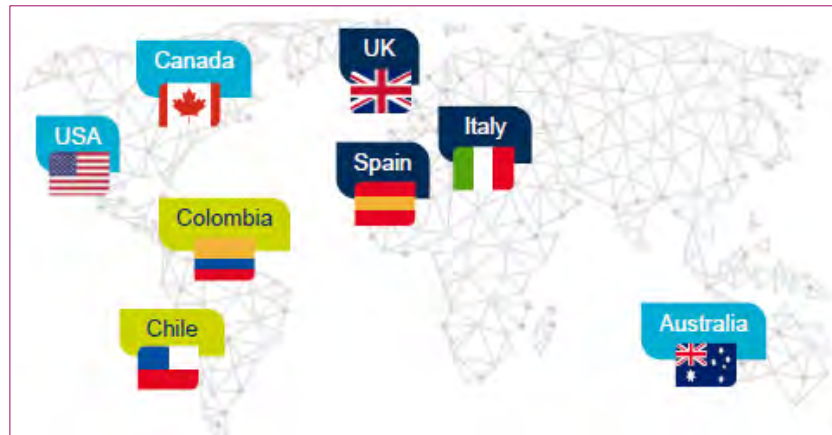 Canada
UK
USA
Italy
Spain
Colombia
Chile
Australia